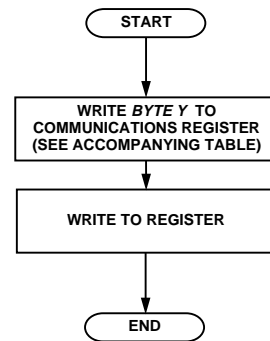 START
WRITE BYTE Y TO
COMMUNICATIONS REGISTER
(SEE ACCOMPANYING TABLE)
WRITE TO REGISTER
END